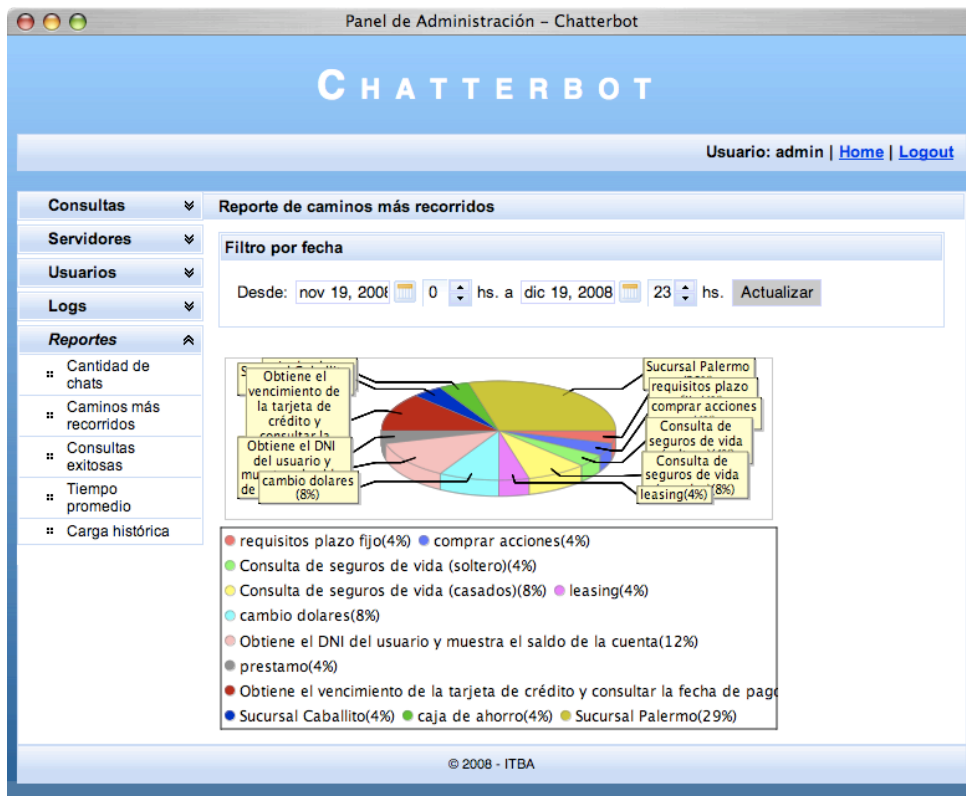 Panel de Administración – Chatterbot
CHATTERBOT
Usuario: admin | Home | Logout
Consultas
Servidores
Usuarios
Logs
Reportes
Cantidad de
chats
Caminos más
recorridos
Consultas
exitosas
Tiempo
promedio
Carga histórica
Reporte de caminos más recorridos
Filtro por fecha
Desde: nov 19, 2008 0 hs. a dic 19, 2008 23 hs. Actualizar
Obtiene el
vencimiento de
la tarjeta de
crédito y
consultar la
Obtiene el DNI
del usuario y
de
cambio dolares
(8%)
Sucursal Palermo
requisitos plazo
comprar acciones
Consulta de
seguros de vida
Consulta de
seguros de vida
(8%)
leasing(4%)
requisitos plazo fijo(4%) comprar acciones(4%)
Consulta de seguros de vida (soltero)(4%)
Consulta de seguros de vida (casados)(8%) leasing(4%)
cambio dolares(8%)
Obtiene el DNI del usuario y muestra el saldo de la cuenta(12%)
prestamo(4%)
Obtiene el vencimiento de la tarjeta de crédito y consultar la fecha de pago
Sucursal Caballito(4%) caja de ahorro(4%) Sucursal Palermo(29%)
© 2008 - ITBA